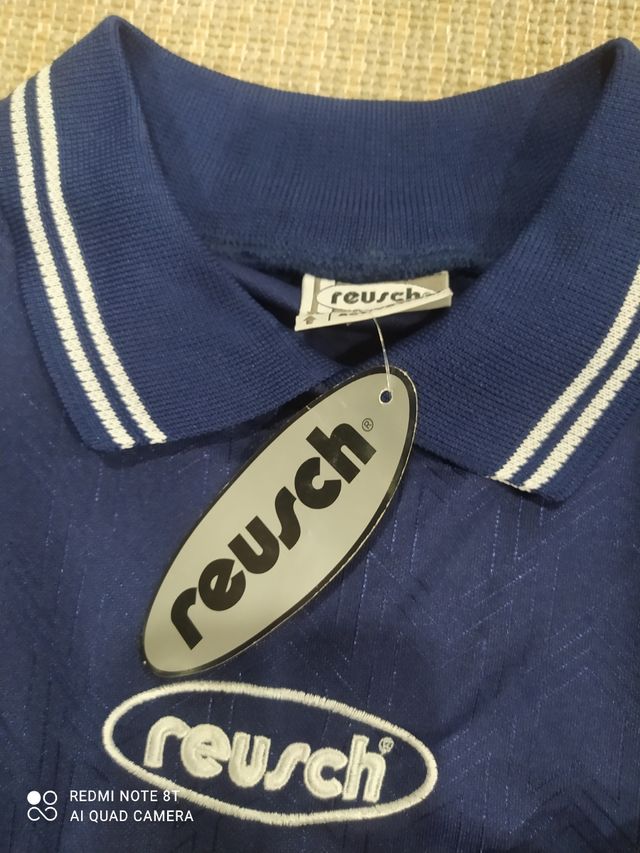 reusch
reusch®
reusch®
REDMI NOTE 8T
AI QUAD CAMERA